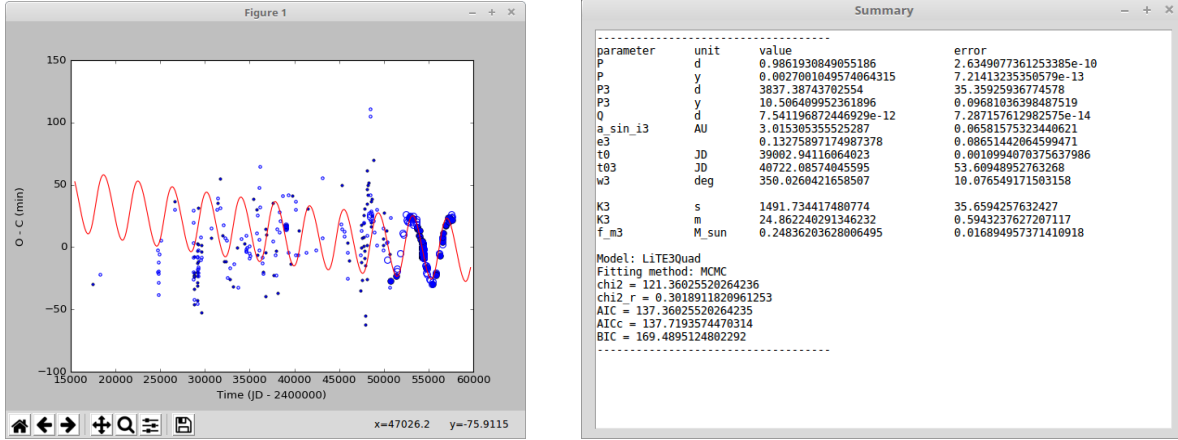 Figure 1
150
100
50
0
−50
−100
O - C (min)
15000 20000 25000 30000 35000 40000 45000 50000 55000 60000
Time (JD - 2400000)
x=47026.2 y=-75.9115
Summary
-----------------------------------
parameter unit value error
P d 0.9861930849055186 2.6349077361253385e-10
P y 0.0027001049574064315 7.21413235350579e-13
P3 d 3837.38743702554 35.35925936774578
P3 y 10.506409952361896 0.09681036398487519
Q d 7.541196872446929e-12 7.287157612982575e-14
a_sin_i3 AU 3.015305355525287 0.06581575323440621
e3 0.13275897174987378 0.08651442064599471
t0 JD 39002.94116064023 0.0010994070375637986
t03 JD 40722.08574045595 53.60948952763268
w3 deg 350.0260421658507 10.076549171503158
K3 s 1491.734417480774 35.6594257632427
K3 m 24.862240291346232 0.5943237627207117
f_m3 M_sun 0.24836203628006495 0.016894957371410918
Model: LiTE3Quad
Fitting method: MCMC
chi2 = 121.36025520264236
chi2_r = 0.3018911820961253
AIC = 137.36025520264235
AICc = 137.7193574470314
BIC = 169.4895124802292
-----------------------------------